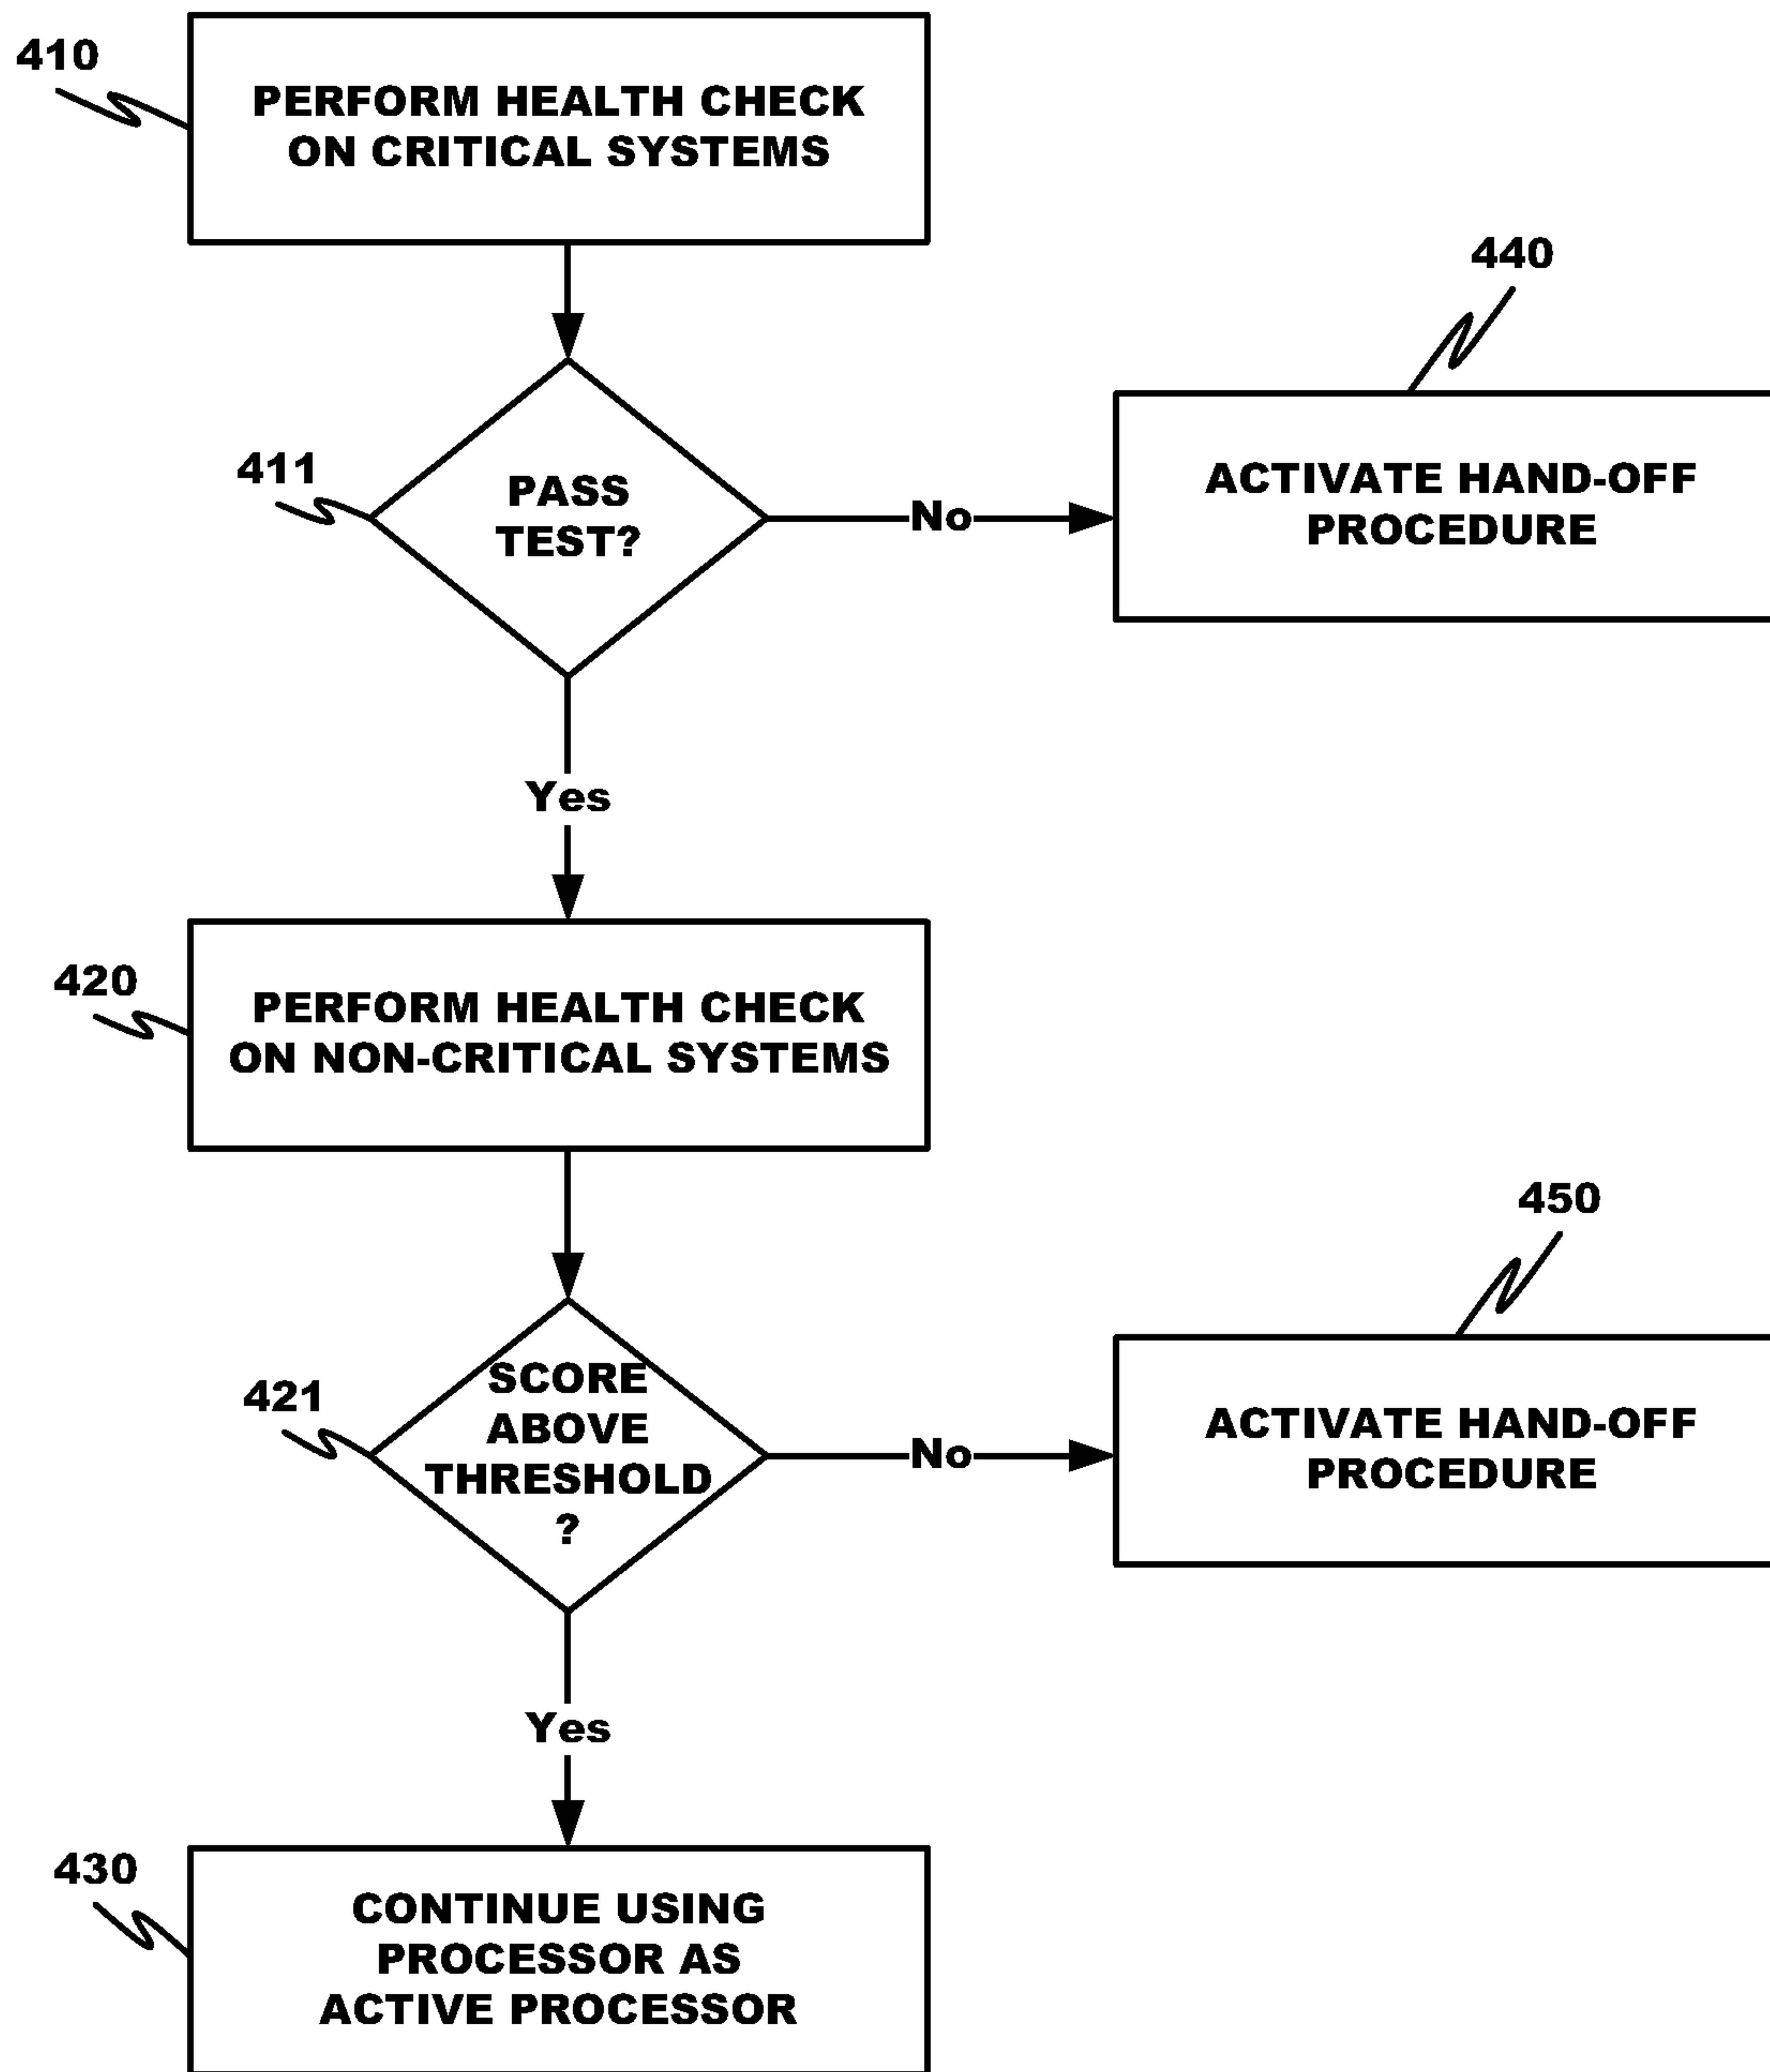 410
PERFORM HEALTH CHECK
ON CRITICAL SYSTEMS
440
411
PASS
TEST?
No
ACTIVATE HAND-OFF
PROCEDURE
Yes
420
PERFORM HEALTH CHECK
ON NON-CRITICAL SYSTEMS
450
421
SCORE
ABOVE
THRESHOLD
?
No
ACTIVATE HAND-OFF
PROCEDURE
Yes
430
CONTINUE USING
PROCESSOR AS
ACTIVE PROCESSOR